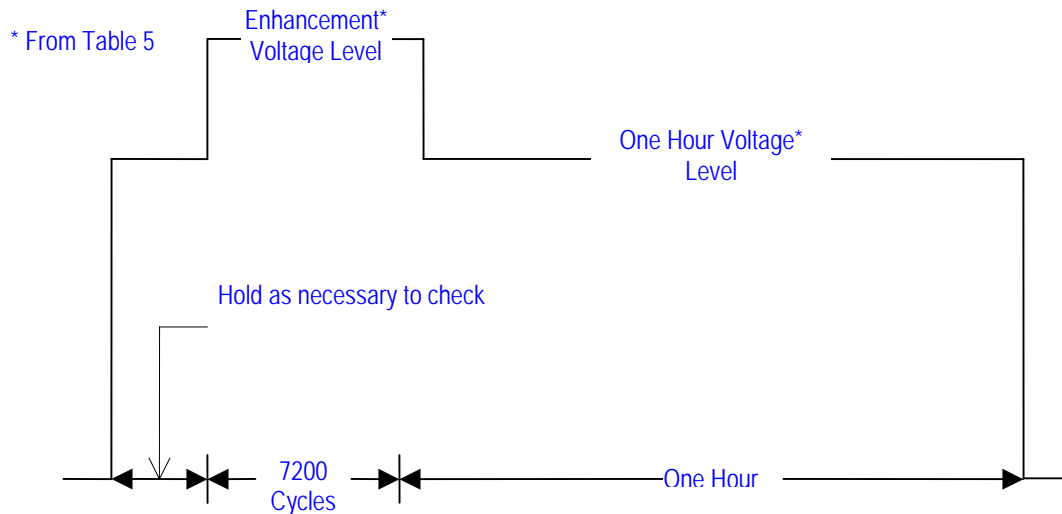 * From Table 5
Enhancement*
Voltage Level
One Hour Voltage*
Level
Hold as necessary to check
7200
Cycles
One Hour